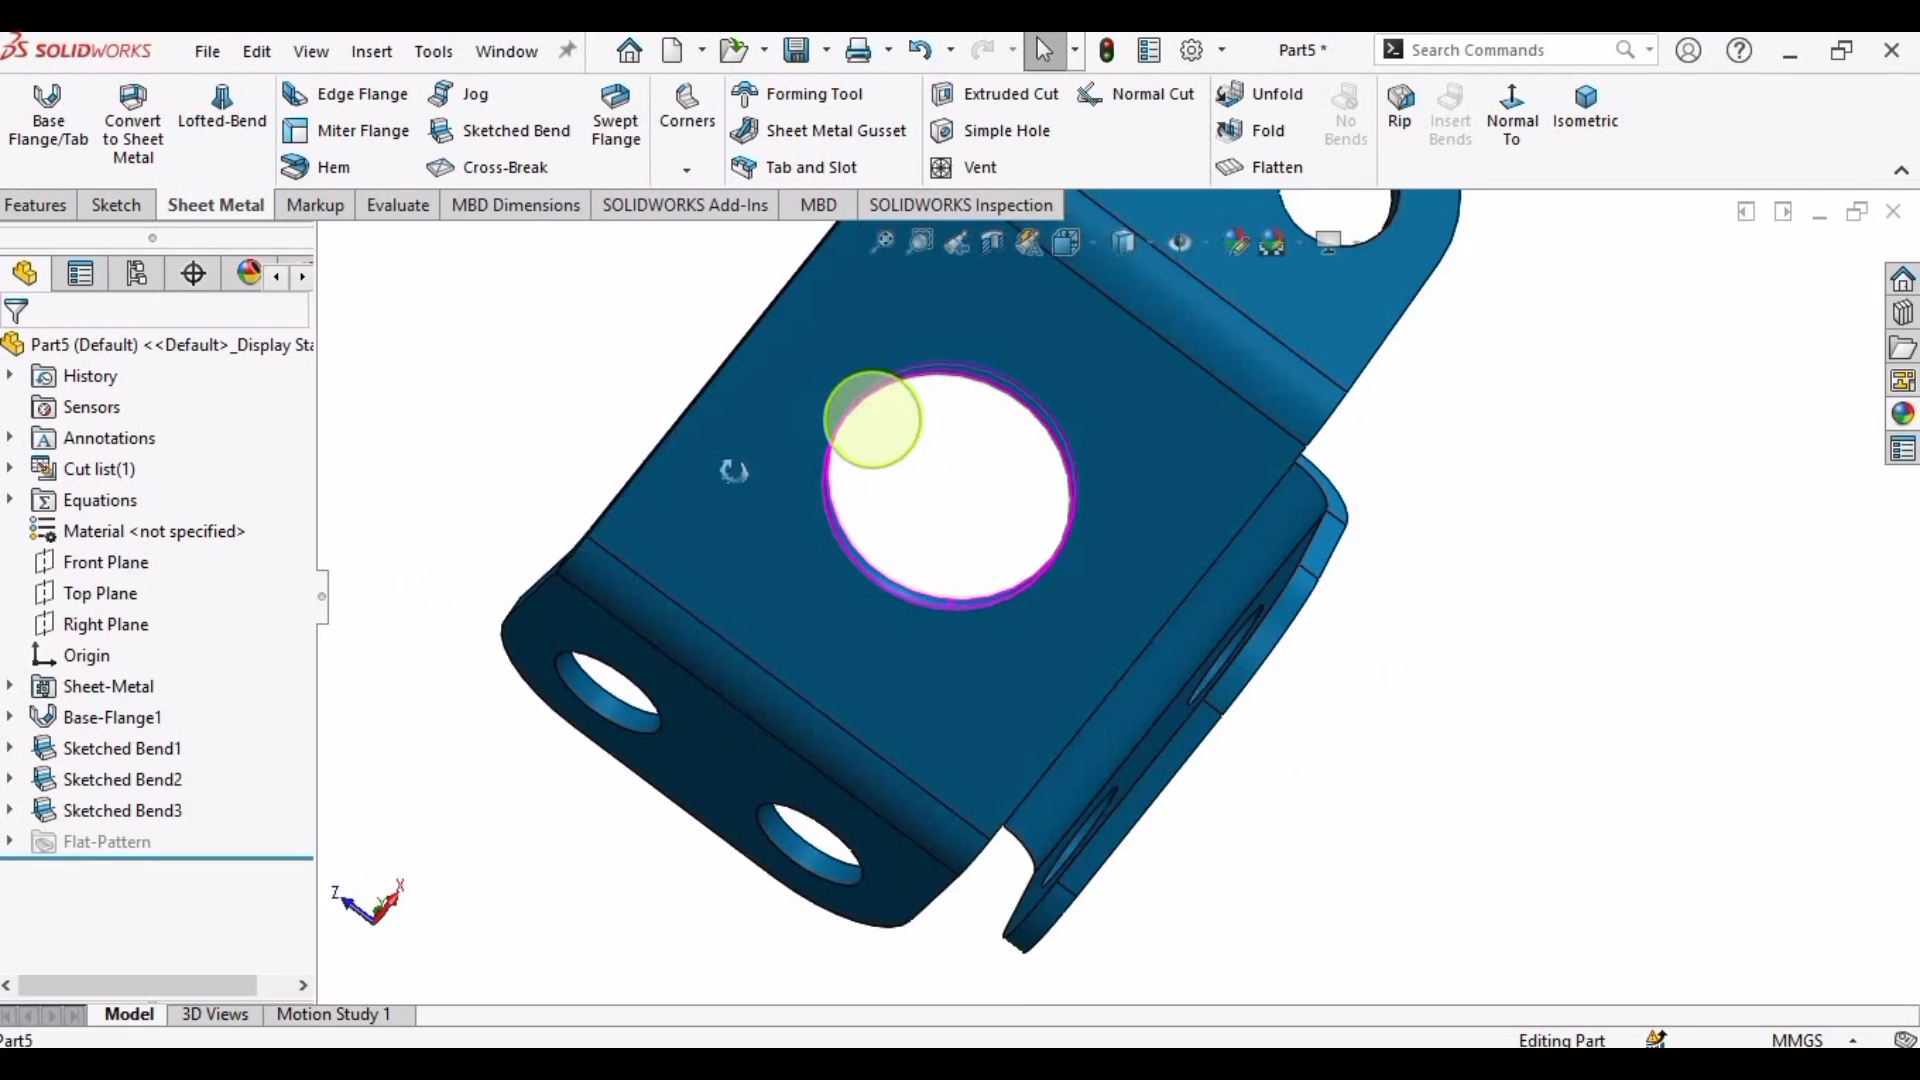 SOLIDWORKS File Edit View Insert Tools Window Part5 * Search Commands
Base Flange/Tab
Convert to Sheet Metal
Lofted-Bend
Edge Flange
Miter Flange
Hem
Jog
Sketched Bend
Cross-Break
Swept Flange
Corners
Forming Tool
Sheet Metal Gusset
Tab and Slot
Extruded Cut
Simple Hole
Vent
Normal Cut
Unfold
Fold
Flatten
No Bends
Rip
Insert Bends
Normal To
Isometric
Features Sketch Sheet Metal Markup Evaluate MBD Dimensions SOLIDWORKS Add-Ins MBD SOLIDWORKS Inspection
Part5 (Default) <<Default>_Display Sta
History
Sensors
Annotations
Cut list(1)
Equations
Material <not specified>
Front Plane
Top Plane
Right Plane
Origin
Sheet-Metal
Base-Flange1
Sketched Bend1
Sketched Bend2
Sketched Bend3
Flat-Pattern
Z X Y
Model 3D Views Motion Study 1
Part5 Editing Part MMGS